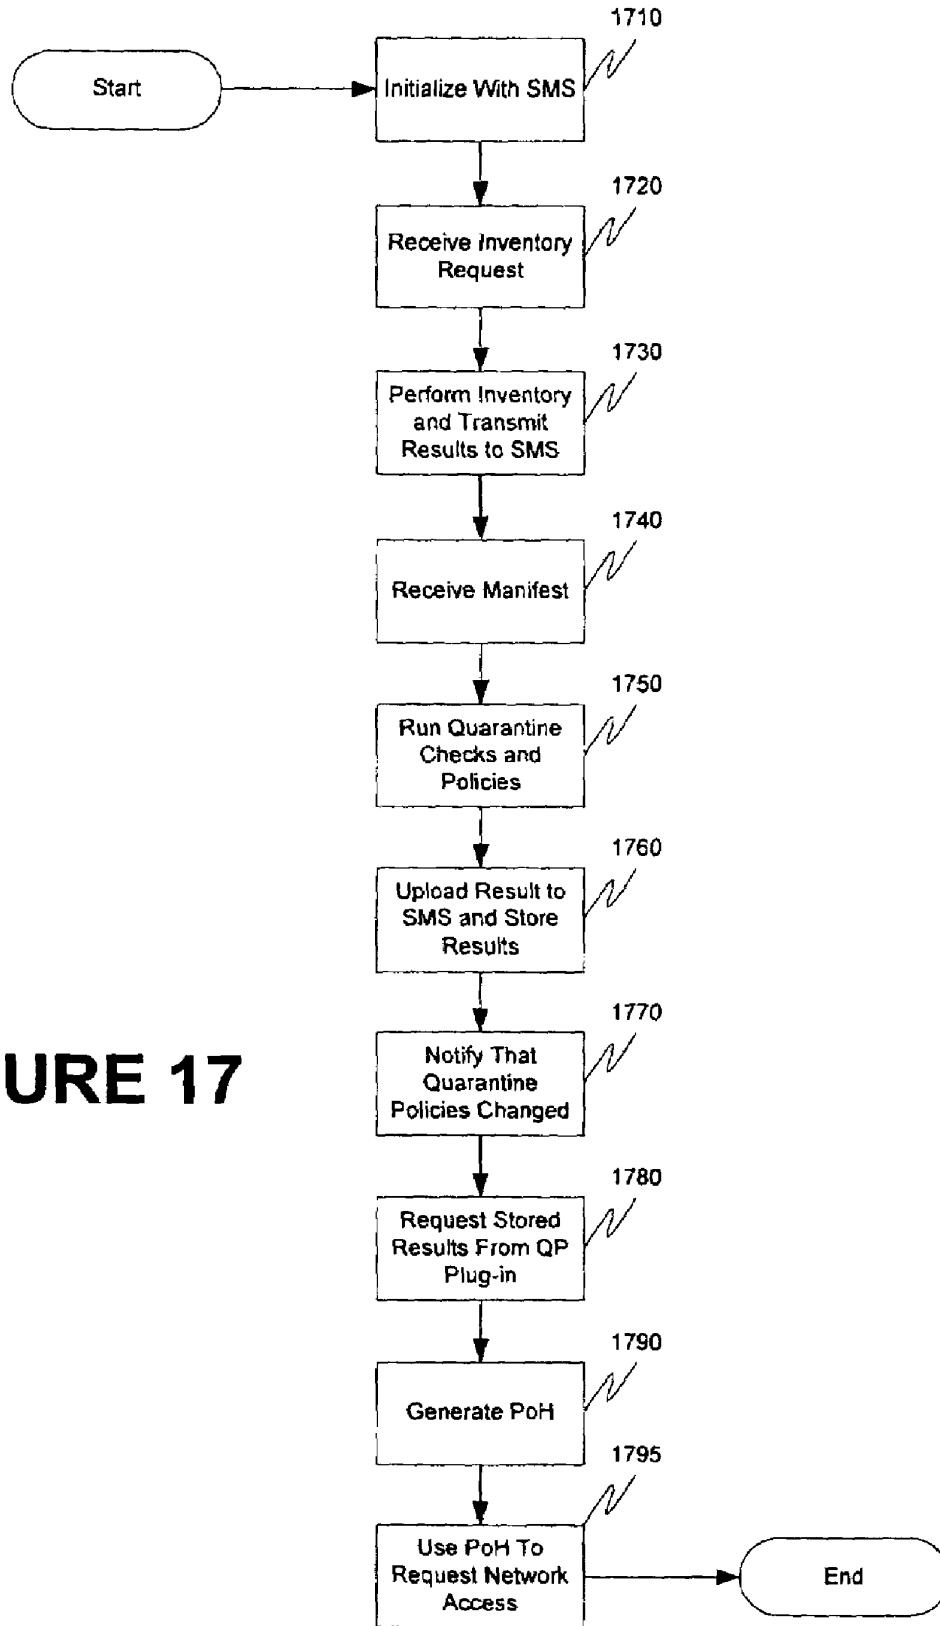 1710
Start
Initialize With SMS
1720
Receive Inventory
Request
1730
Perform Inventory
and Transmit
Results to SMS
1740
Receive Manifest
1750
Run Quarantine
Checks and
Policies
1760
Upload Result to
SMS and Store
Results
1770
Notify That
Quarantine
Policies Changed
URE 17
1780
Request Stored
Results From QP
Plug-in
1790
Generate PoH
1795
Use PoH To
Request Network
Access
End